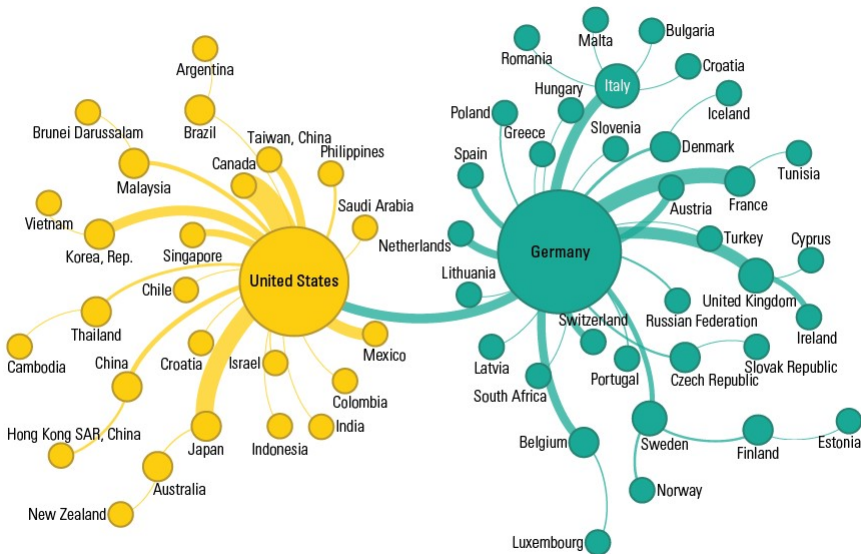 Argentina
Brazil
Brunei Darussalam
Malaysia
Taiwan, China
Canada
Philippines
Vietnam
Korea, Rep.
Singapore
Saudi Arabia
United States
Chile
Thailand
Cambodia
China
Croatia
Israel
Mexico
Colombia
Hong Kong SAR, China
Japan
Indonesia
India
Australia
New Zealand
Malta
Bulgaria
Romania
Italy
Croatia
Hungary
Poland
Greece
Slovenia
Iceland
Denmark
Spain
Tunisia
France
Austria
Netherlands
Germany
Turkey
Cyprus
Lithuania
United Kingdom
Russian Federation
Ireland
Switzerland
Latvia
Portugal
Czech Republic
Slovak Republic
South Africa
Belgium
Sweden
Finland
Estonia
Norway
Luxembourg